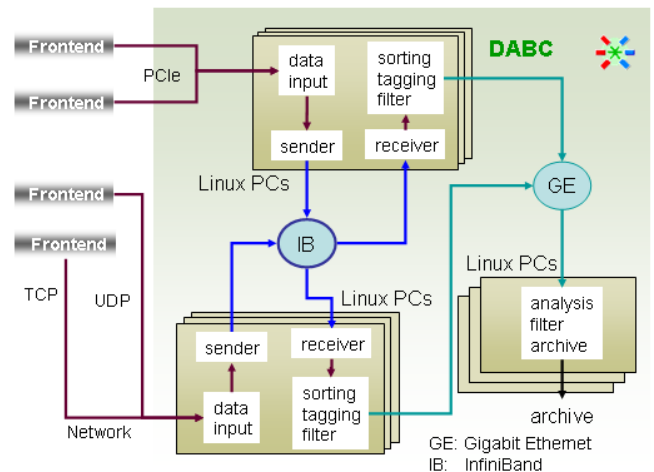 Frontend
DABC
PCIe
data
input
sorting
tagging
filter
Frontend
sender
receiver
Linux PCs
GE
Frontend
Frontend
IB
Linux PCs
TCP
UDP
Linux PCs
analysis
filter
archive
sender
receiver
data
input
sorting
tagging
filter
archive
Network
GE: Gigabit Ethernet
IB: InfiniBand